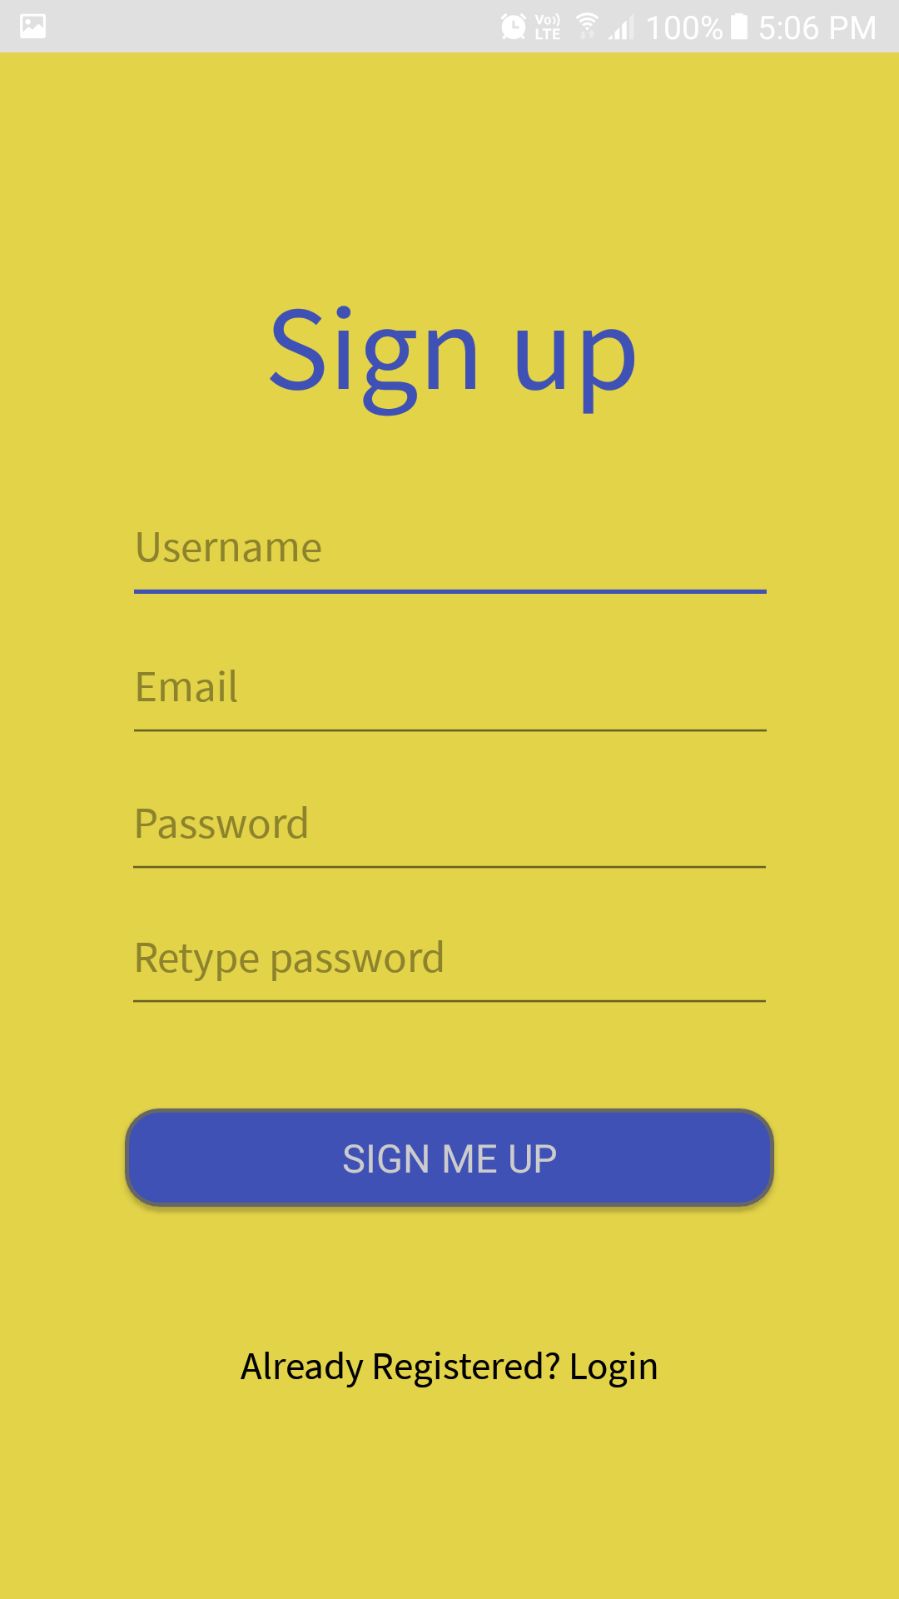 Vo)) LTE 100% 5:06 PM
Sign up
Username
Email
Password
Retype password
SIGN ME UP
Already Registered? Login